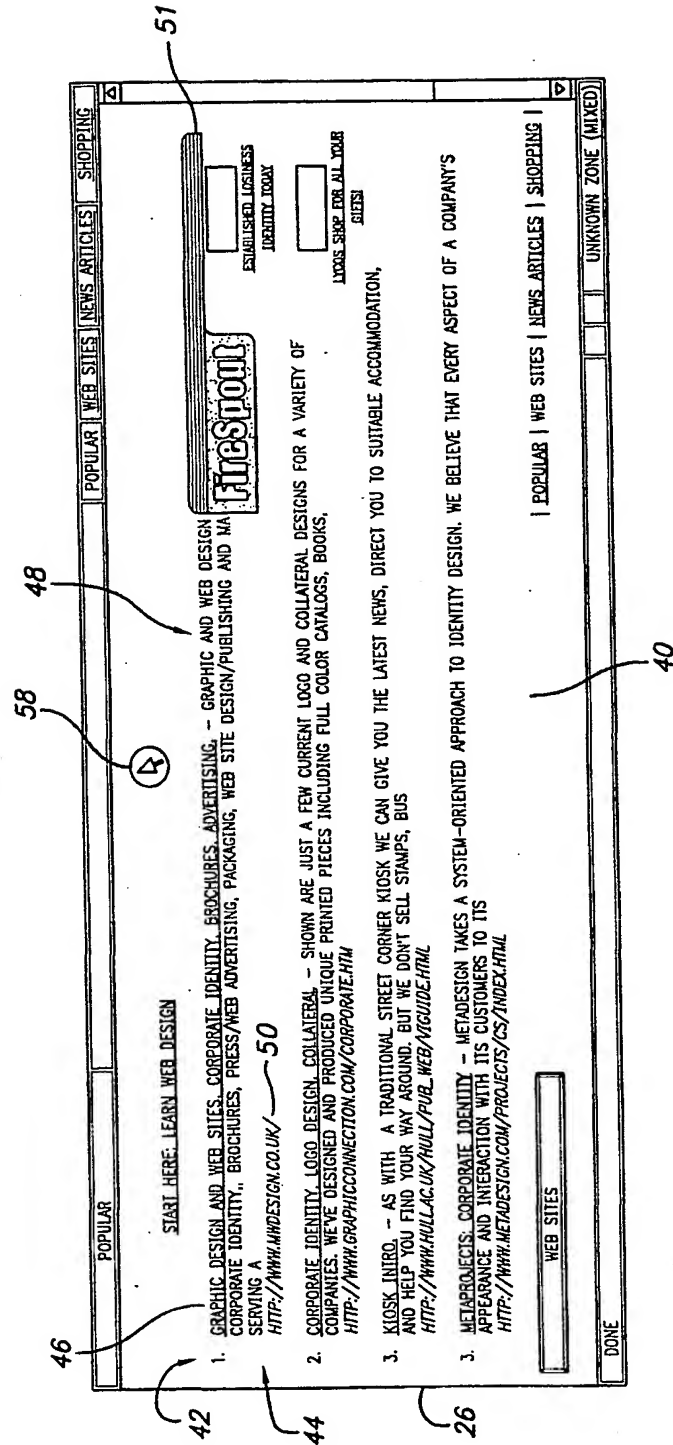 58
48
51
46
42
44
50
26
40
POPULAR
POPULAR WEB SITES NEWS ARTICLES SHOPPING
START HERE: LEARN WEB DESIGN
1. GRAPHIC DESIGN AND WEB SITES, CORPORATE IDENTITY, BROCHURES, ADVERTISING, – GRAPHIC AND WEB DESIGN
CORPORATE IDENTITY,, BROCHURES, PRESS/WEB ADVERTISING, PACKAGING, WEB SITE DESIGN/PUBLISHING AND MA
SERVING A
HTTP://WWW.MWDESIGN.CO.UK/
FireSpout
ESTABLISHED LOSINESS
IDENTITY TODAY
2. CORPORATE IDENTITY, LOGO DESIGN, COLLATERAL – SHOWN ARE JUST A FEW CURRENT LOGO AND COLLATERAL DESIGNS FOR A VARIETY OF
COMPANIES. WE'VE DESIGNED AND PRODUCED UNIQUE PRINTED PIECES INCLUDING FULL COLOR CATALOGS, BOOKS,
HTTP://WWW.GRAPHICCONNECTION.COM/CORPORATE.HTM
LYCOS SHOP FOR ALL YOUR
GIFTS!
3. KIOSK INTRO, – AS WITH A TRADITIONAL STREET CORNER KIOSK WE CAN GIVE YOU THE LATEST NEWS, DIRECT YOU TO SUITABLE ACCOMMODATION,
AND HELP YOU FIND YOUR WAY AROUND. BUT WE DON'T SELL STAMPS, BUS
HTTP://WWW.HULLAC.UK/HULL/PUB_WEB/VIGUIDE.HTML
3. METAPROJECTS: CORPORATE IDENTITY – METADESIGN TAKES A SYSTEM-ORIENTED APPROACH TO IDENTITY DESIGN. WE BELIEVE THAT EVERY ASPECT OF A COMPANY'S
APPEARANCE AND INTERACTION WITH ITS CUSTOMERS TO ITS
HTTP://WWW.METADESIGN.COM/PROJECTS/CS/INDEX.HTML
WEB SITES
| POPULAR | WEB SITES | NEWS ARTICLES | SHOPPING |
DONE
UNKNOWN ZONE (MIXED)